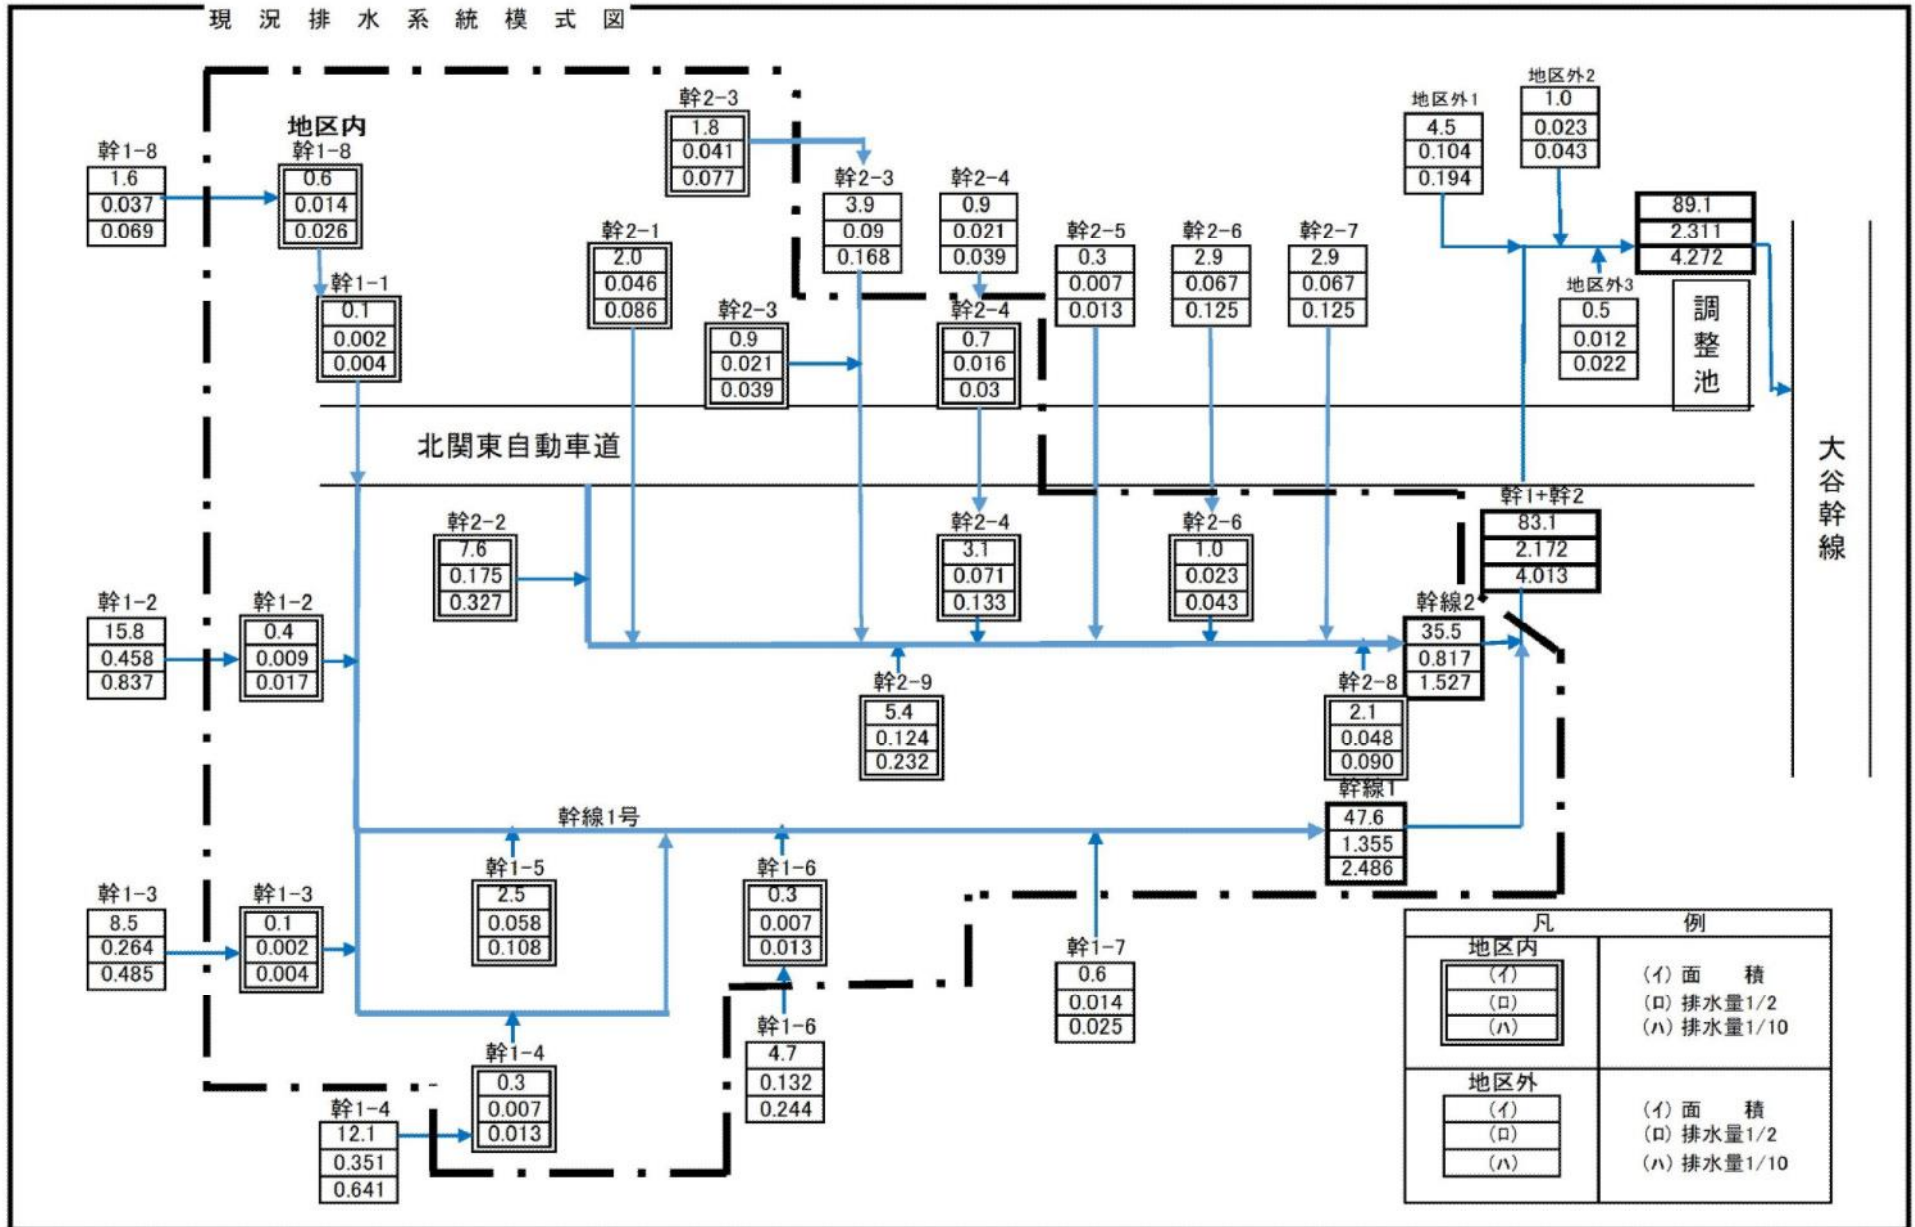 現況排水系統模式図
地区外2
1.0
0.023
0.043
地区外1
4.5
0.104
0.194
幹2-3
1.8
0.041
0.077
地区内
幹1-8
0.6
0.014
0.026
幹1-8
1.6
0.037
0.069
幹2-3
3.9
0.09
0.168
幹2-4
0.9
0.021
0.039
89.1
2.311
4.272
幹2-1
2.0
0.046
0.086
幹2-5
0.3
0.007
0.013
幹2-6
2.9
0.067
0.125
幹2-7
2.9
0.067
0.125
幹1-1
0.1
0.002
0.004
幹2-3
0.9
0.021
0.039
幹2-4
0.7
0.016
0.03
地区外3
0.5
0.012
0.022
調整池
北関東自動車道
大谷幹線
幹2-2
7.6
0.175
0.327
幹2-4
3.1
0.071
0.133
幹2-6
1.0
0.023
0.043
幹1+幹2
83.1
2.172
4.013
幹1-2
15.8
0.458
0.837
幹1-2
0.4
0.009
0.017
幹線2
35.5
0.817
1.527
幹2-9
5.4
0.124
0.232
幹2-8
2.1
0.048
0.090
幹線1
47.6
1.355
2.486
幹線1号
幹1-3
8.5
0.264
0.485
幹1-3
0.1
0.002
0.004
幹1-5
2.5
0.058
0.108
幹1-6
0.3
0.007
0.013
幹1-7
0.6
0.014
0.025
幹1-6
4.7
0.132
0.244
幹1-4
0.3
0.007
0.013
幹1-4
12.1
0.351
0.641
凡 例
地区内
(イ) (イ) 面 積
(ロ) (ロ) 排水量1/2
(ハ) (ハ) 排水量1/10
地区外
(イ) (イ) 面 積
(ロ) (ロ) 排水量1/2
(ハ) (ハ) 排水量1/10